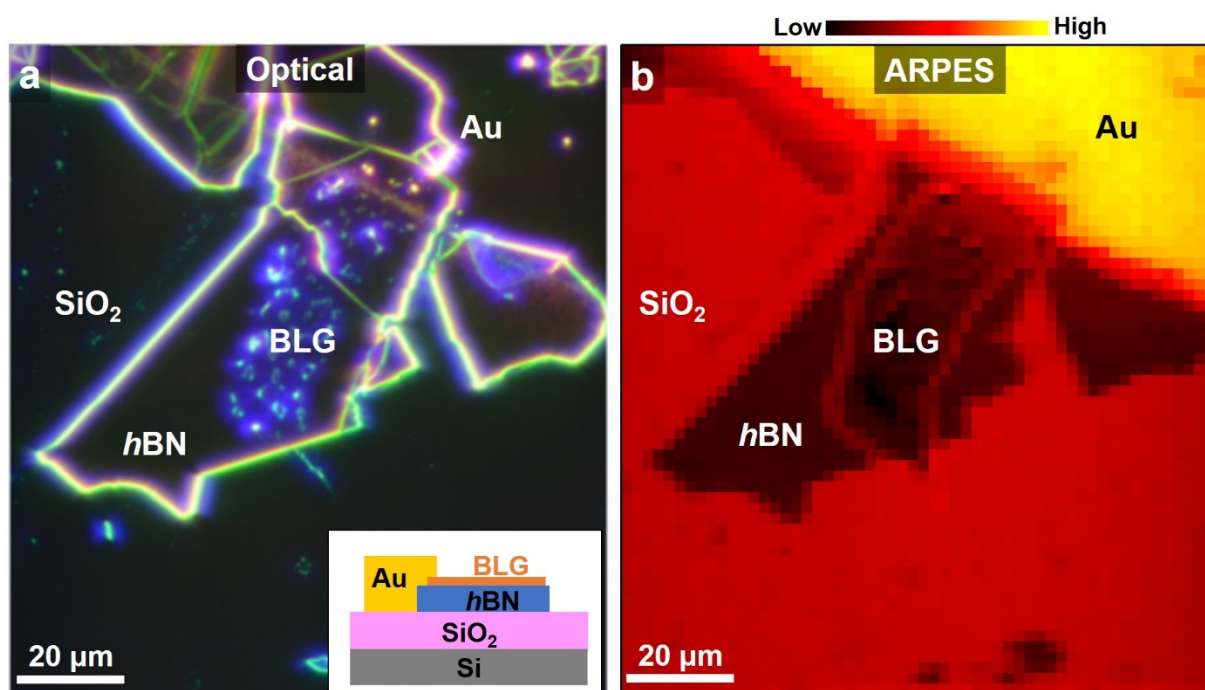 Low
High
a
Optical
Au
SiO₂
BLG
hBN
20 µm
BLG
Au
hBN
SiO₂
Si
b
ARPES
Au
SiO₂
BLG
hBN
20 µm